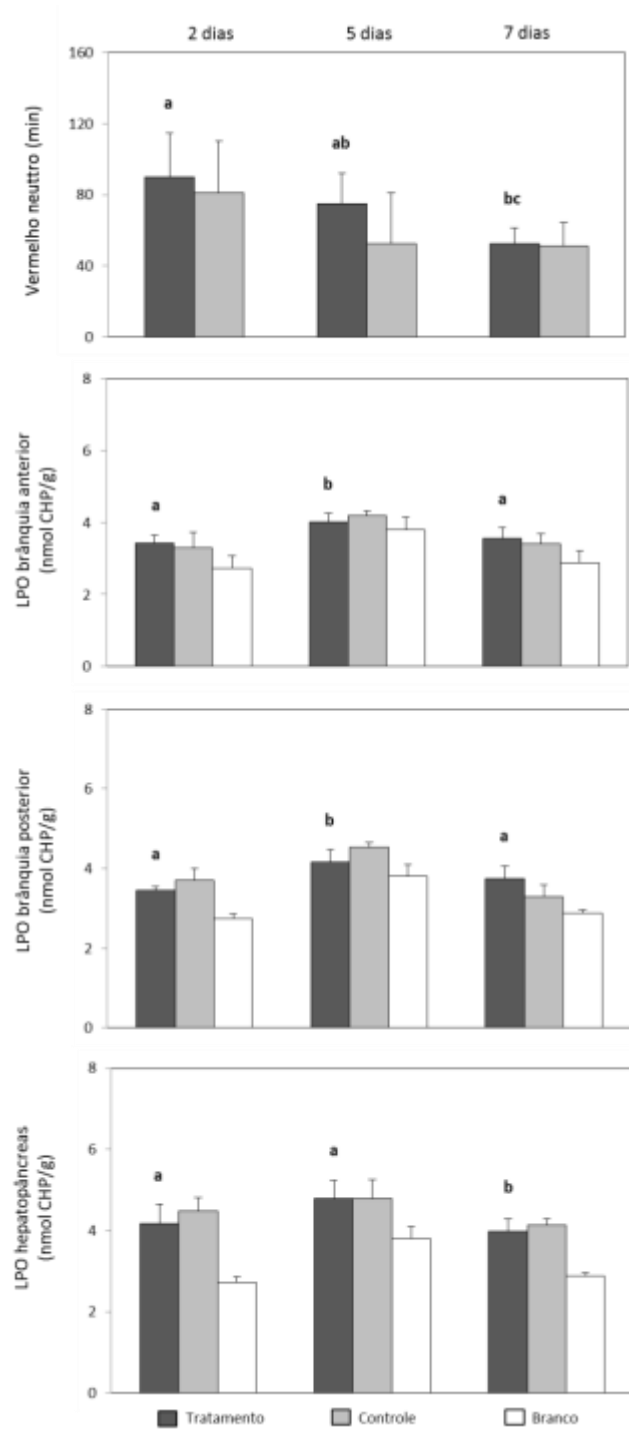 2 dias 5 dias 7 dias
Vermelho neuttro (min)
160
120
80
40
0
a
ab
bc
LPO brânquia anterior
(nmol CHP/g)
8
6
4
2
0
a
b
a
LPO brânquia posterior
(nmol CHP/g)
8
6
4
2
0
a
b
a
LPO hepatopâncreas
(nmol CHP/g)
8
6
4
2
0
a
a
b
Tratamento Controle Branco